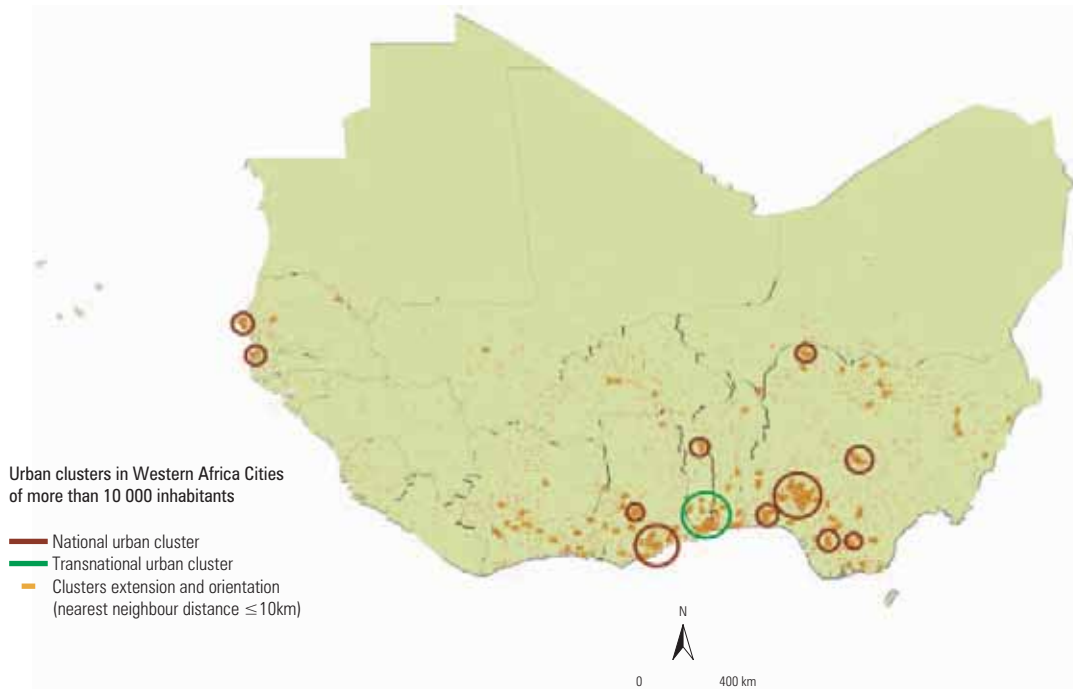 Urban clusters in Western Africa Cities
of more than 10 000 inhabitants
National urban cluster
Transnational urban cluster
Clusters extension and orientation
(nearest neighbour distance ≤10km)
N
0 400 km